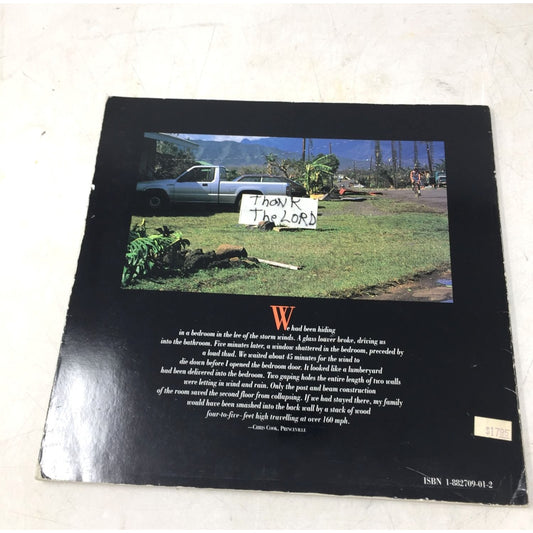 THANK
THE LORD
We had been hiding
in a bedroom in the lee of the storm winds. A glass louver broke, driving us
into the bathroom. Five minutes later, a window shattered in the bedroom, preceded by
a loud thud. We waited about 45 minutes for the wind to
die down before I opened the bedroom door. It looked like a lumberyard
had been delivered into the bedroom. Two gaping holes the entire length of two walls
were letting in wind and rain. Only the post and beam construction
of the room saved the second floor from collapsing. If we had stayed there, my family
would have been smashed into the back wall by a stack of wood
four-to-five-feet high travelling at over 160 mph.
—Chris Cook, Princeville
$17.95
ISBN 1-882709-01-2